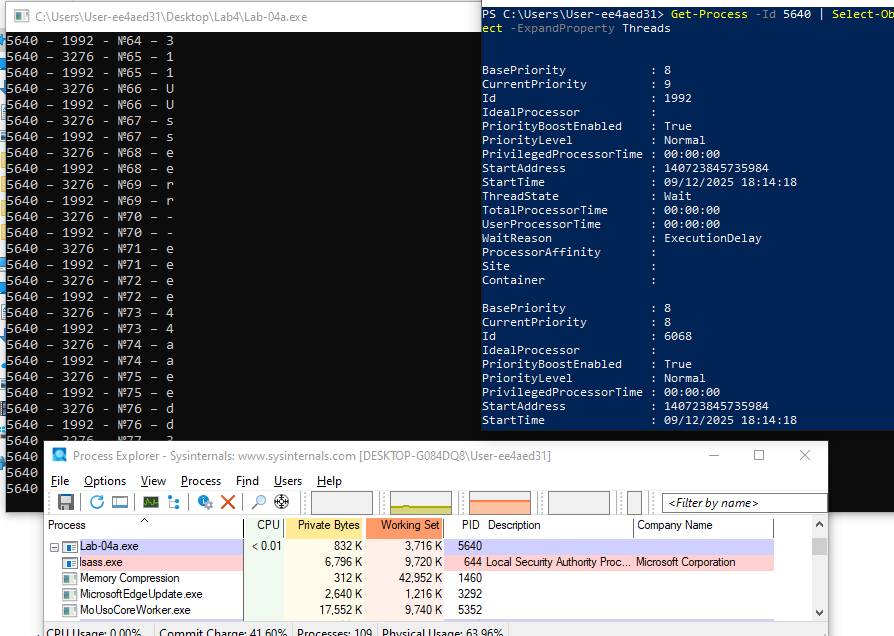 C:\Users\User-ee4aed31\Desktop\Lab4\Lab-04a.exe
5640 – 1992 - №64 – 3
5640 – 3276 - №65 – 1
5640 – 1992 - №65 – 1
5640 – 3276 - №66 – U
5640 – 1992 - №66 – U
5640 – 3276 - №67 – s
5640 – 1992 - №67 – s
5640 – 3276 - №68 – e
5640 – 1992 - №68 – e
5640 – 3276 - №69 – r
5640 – 1992 - №69 – r
5640 – 3276 - №70 – -
5640 – 1992 - №70 – -
5640 – 3276 - №71 – e
5640 – 1992 - №71 – e
5640 – 3276 - №72 – e
5640 – 1992 - №72 – e
5640 – 3276 - №73 – 4
5640 – 1992 - №73 – 4
5640 – 3276 - №74 – a
5640 – 1992 - №74 – a
5640 – 3276 - №75 – e
5640 – 1992 - №75 – e
5640 – 3276 - №76 – d
5640 – 1992 - №76 – d
5640 – 3276 - №77 – 3
5640
5640
5640
PS C:\Users\User-ee4aed31> Get-Process -Id 5640 | Select-Ob
ect -ExpandProperty Threads
BasePriority : 8
CurrentPriority : 9
Id : 1992
IdealProcessor :
PriorityBoostEnabled : True
PriorityLevel : Normal
PrivilegedProcessorTime : 00:00:00
StartAddress : 140723845735984
StartTime : 09/12/2025 18:14:18
ThreadState : Wait
TotalProcessorTime : 00:00:00
UserProcessorTime : 00:00:00
WaitReason : ExecutionDelay
ProcessorAffinity :
Site :
Container :
BasePriority : 8
CurrentPriority : 8
Id : 6068
IdealProcessor :
PriorityBoostEnabled : True
PriorityLevel : Normal
PrivilegedProcessorTime : 00:00:00
StartAddress : 140723845735984
StartTime : 09/12/2025 18:14:18
Process Explorer - Sysinternals: www.sysinternals.com [DESKTOP-G084DQ8\User-ee4aed31]
File Options View Process Find Users Help
<Filter by name>
Process CPU Private Bytes Working Set PID Description Company Name
Lab-04a.exe < 0.01 832 K 3,716 K 5640
lsass.exe 6,796 K 9,720 K 644 Local Security Authority Proc... Microsoft Corporation
Memory Compression 312 K 42,952 K 1460
MicrosoftEdgeUpdate.exe 2,640 K 1,216 K 3292
MoUsoCoreWorker.exe 17,552 K 9,740 K 5352
CPU Usage: 0.00% Commit Charge: 41.60% Processes: 109 Physical Usage: 63.96%